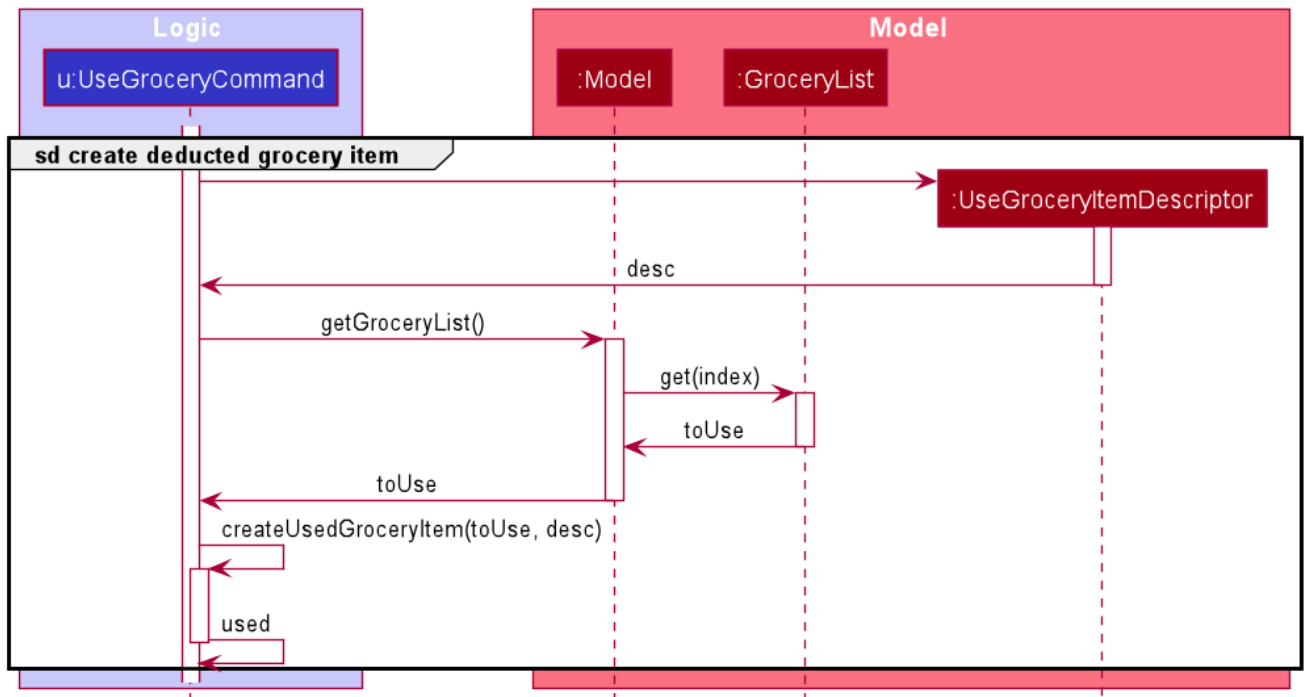 Logic
Model
u:UseGroceryCommand
:Model
:GroceryList
sd create deducted grocery item
:UseGroceryItemDescriptor
desc
getGroceryList()
get(index)
toUse
toUse
createUsedGroceryItem(toUse, desc)
used